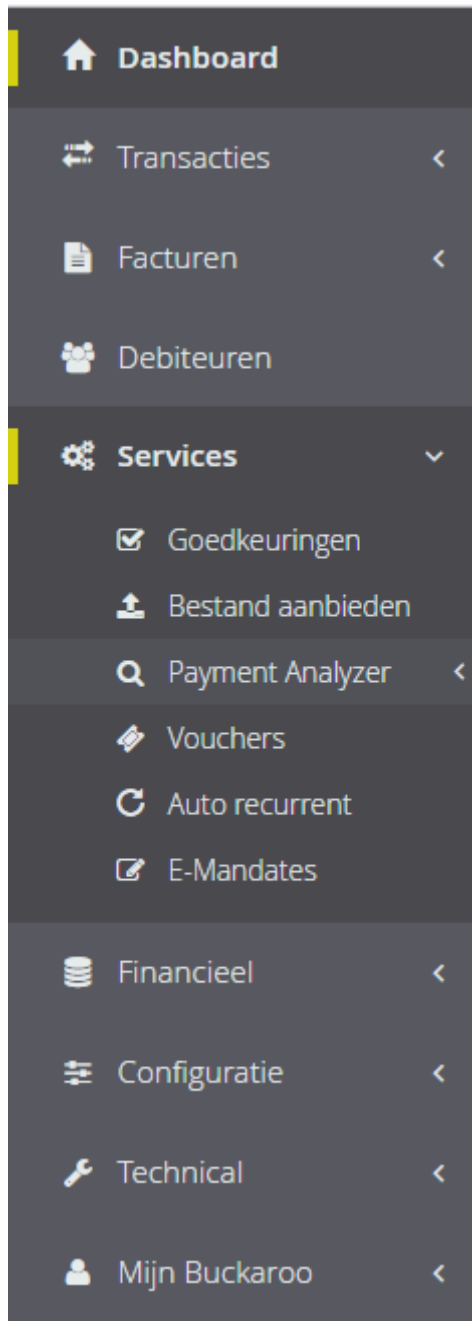 Dashboard
Transacties
Facturen
Debiteuren
Services
Goedkeuringen
Bestand aanbieden
Payment Analyzer
Vouchers
Auto recurrent
E-Mandates
Financieel
Configuratie
Technical
Mijn Buckaroo